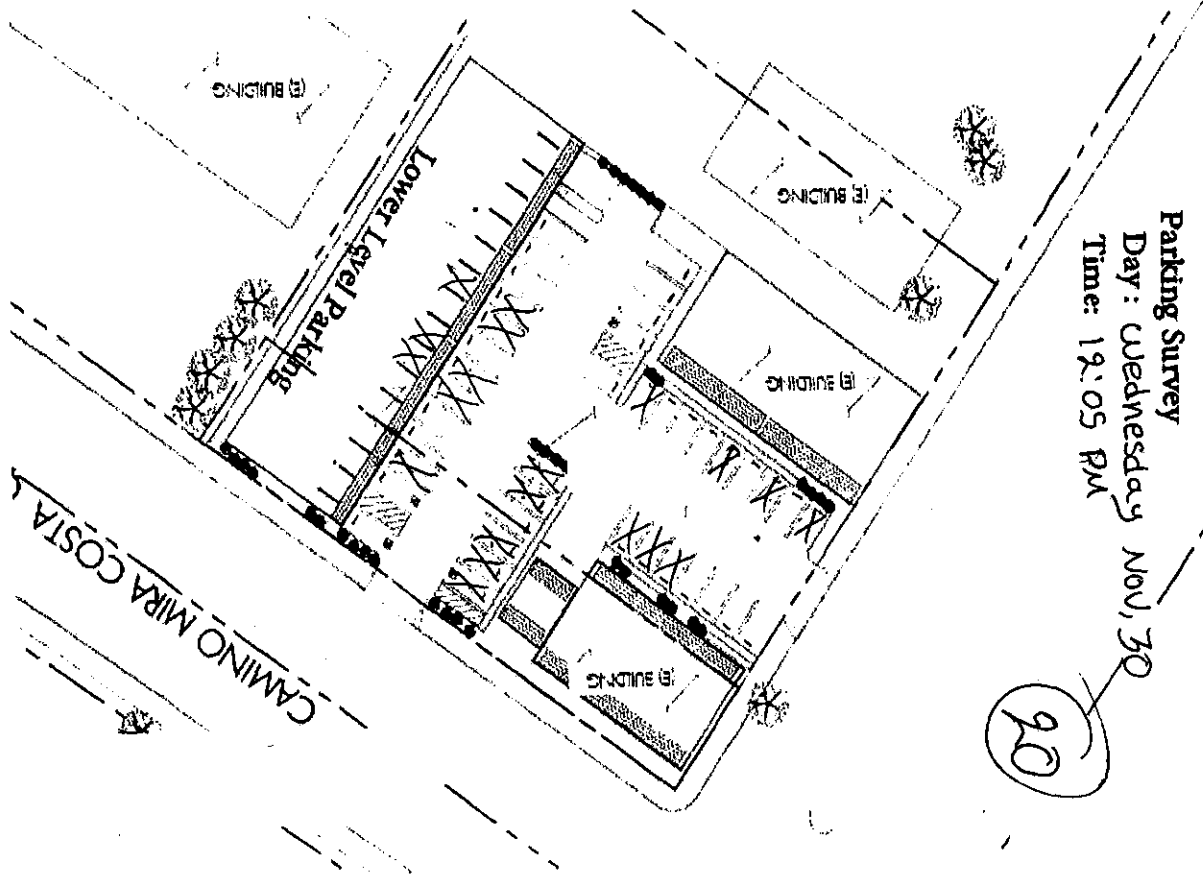 Parking Survey
Day: Wednesday Nov, 30
Time: 12:05 PM
20
(E) BUILDING
(E) BUILDING
(E) BUILDING
(E) BUILDING
Lower Level Parking
CAMINO MIRA COSTA